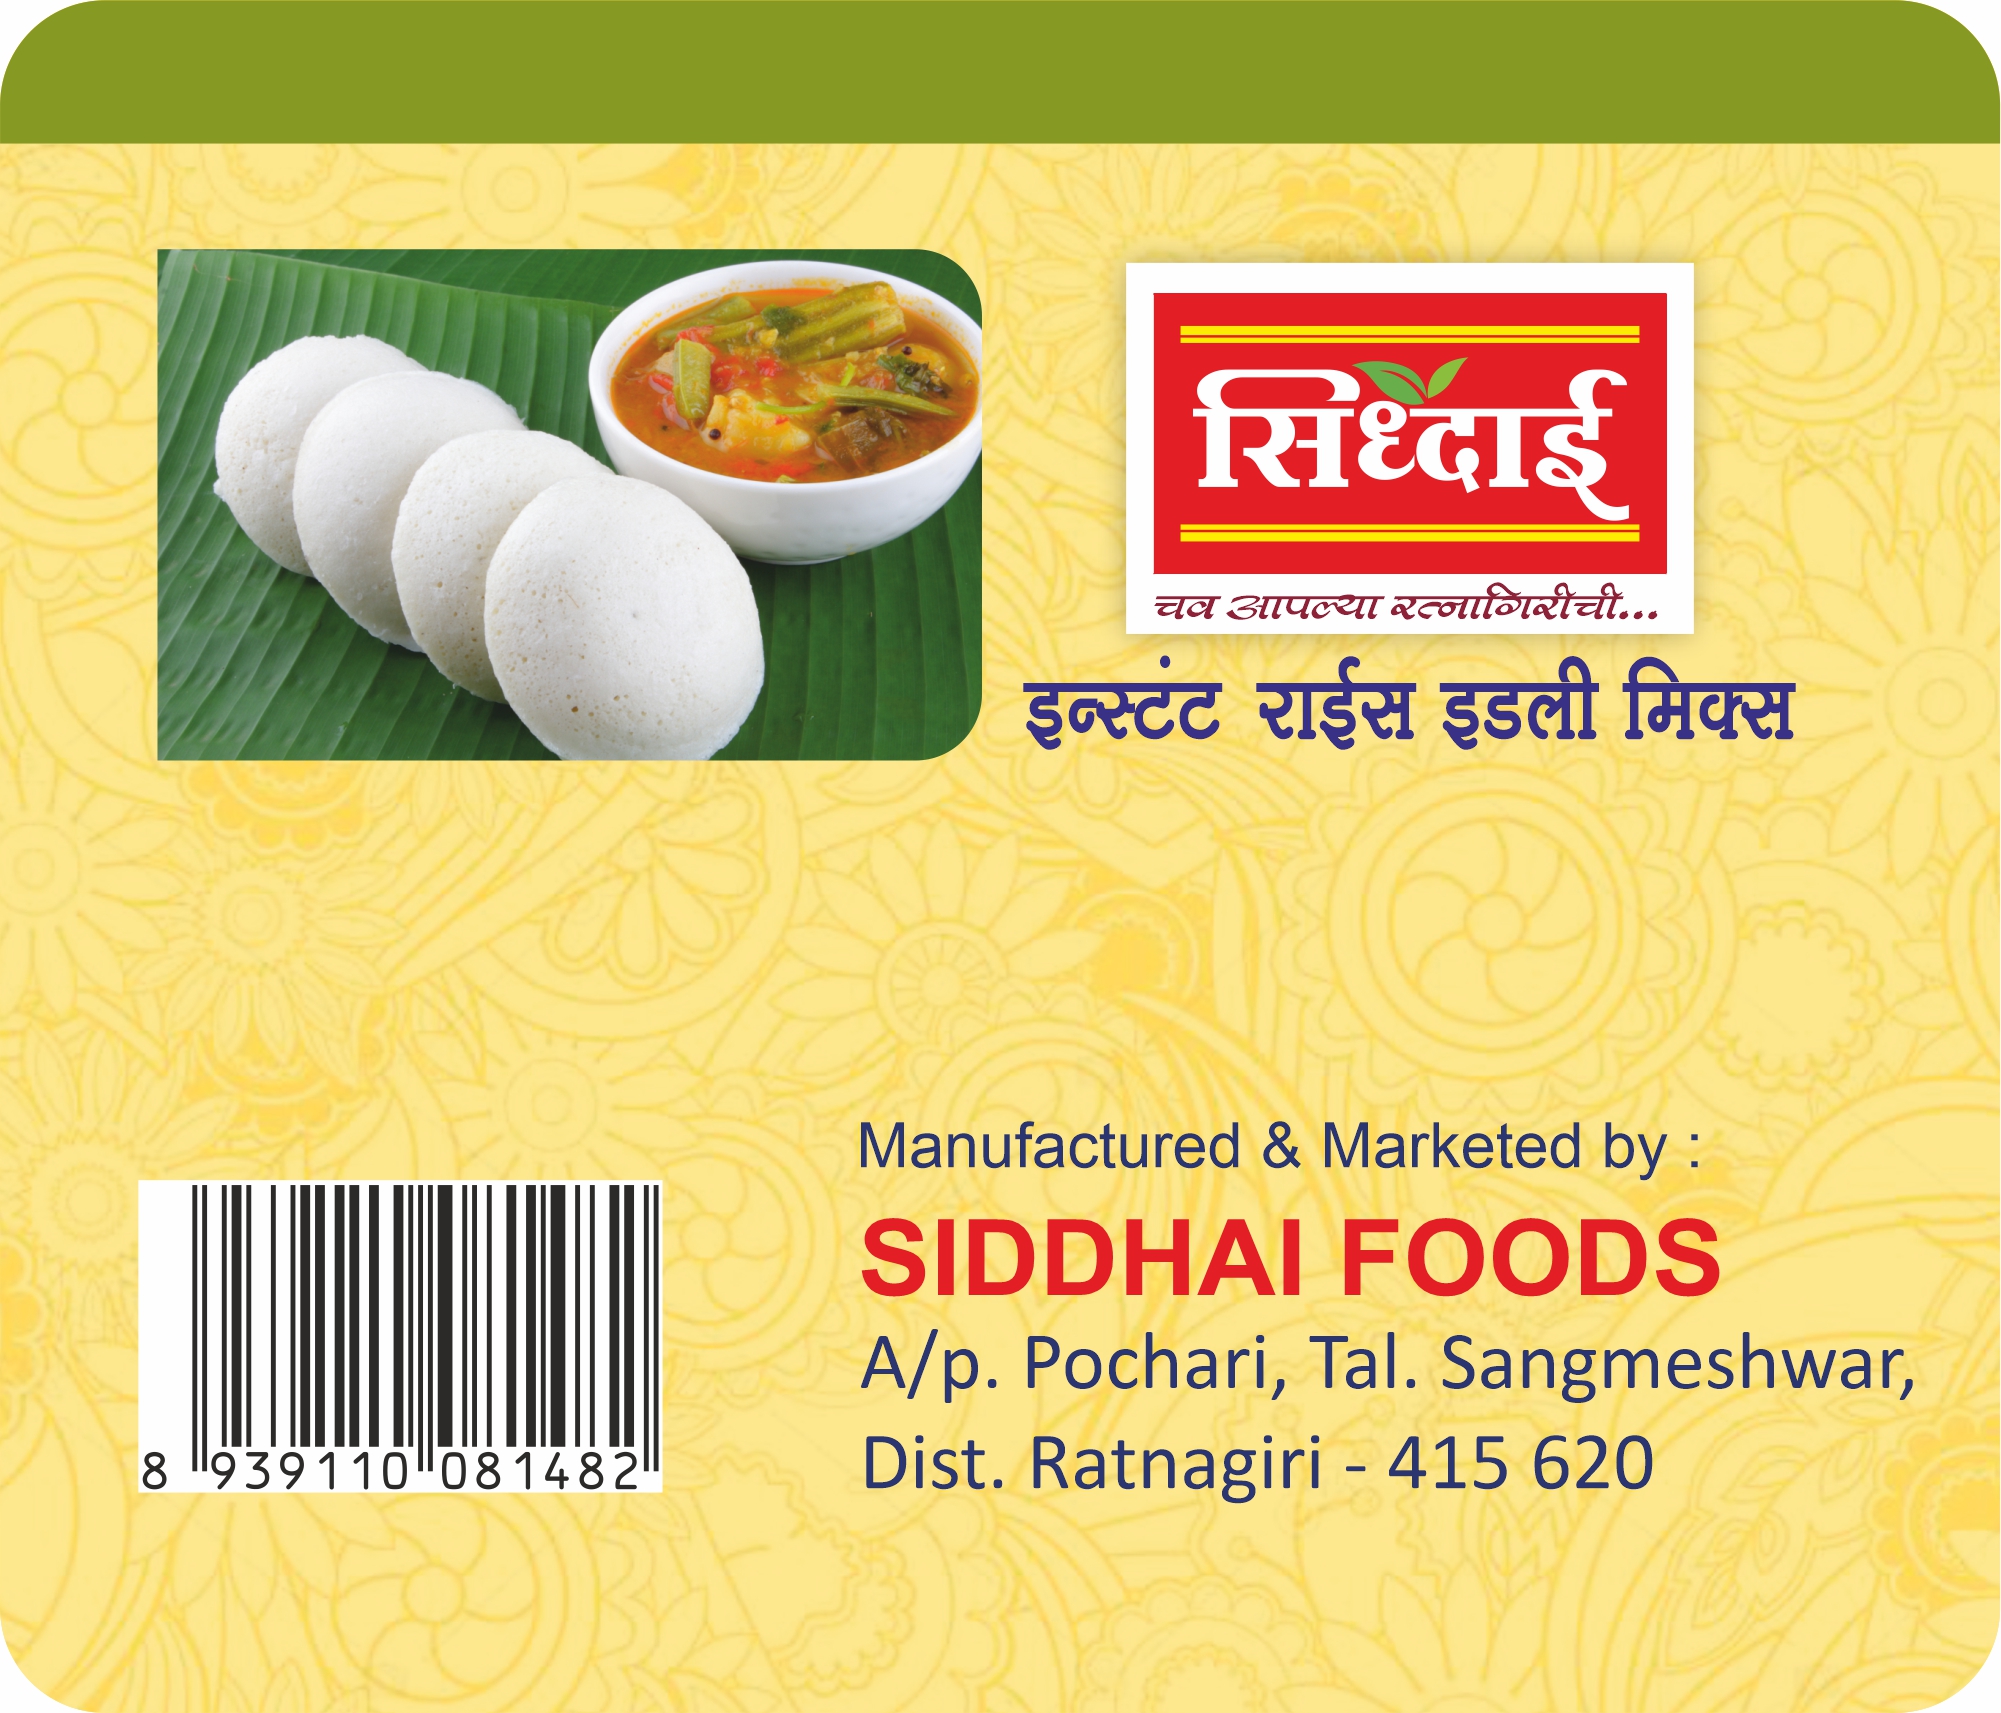 सिध्दाई
चव आपल्या रत्नागिरीची...
इन्स्टंट राईस इडली मिक्स
Manufactured & Marketed by :
SIDDHAI FOODS
A/p. Pochari, Tal. Sangmeshwar,
Dist. Ratnagiri - 415 620
8 939110 081482